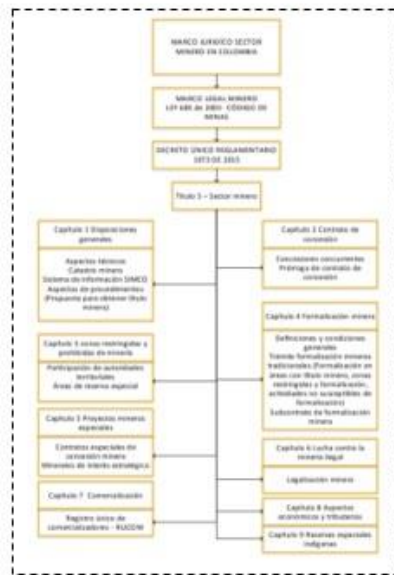 MARCO JURIDICO SECTOR
MINERO EN COLOMBIA
MARCO LEGAL MINERO
LEY 685 de 2001- CÓDIGO DE
MINAS
DECRETO ÚNICO REGLAMENTARIO
1073 DE 2015
Título 5 – Sector minero
Capítulo 1 Disposiciones
generales
Aspectos técnicos
Catastro minero
Sistema de información SIMCO
Aspectos de procedimientos
(Propuesta para obtener título
minero)
Capítulo 2 Contrato de
concesión
Concesiones concurrentes
Prórroga de contrato de
concesión
Capítulo 3 zonas restringidas y
prohibidas de minería
Participación de autoridades
territoriales
Áreas de reserva especial
Capítulo 4 Formalización minera
Definiciones y condiciones
generales
Tramite formalización mineros
tradicionales (Formalización en
áreas con título minero, zonas
restringidas y formalización,
actividades no susceptibles de
formalización)
Subcontrato de formalización
minera
Proyectos mineros
especiales
Contratos especiales de
concesión minera
Minerales de interés estratégico
Capítulo 6 Lucha contra la
minería ilegal
Legalización minera
Capítulo 7 Comercialización
Registro único de
comercializadores - RUCOM
Capítulo 8 Aspectos
económicos y tributarios
Capítulo 9 Reservas especiales
indígenas